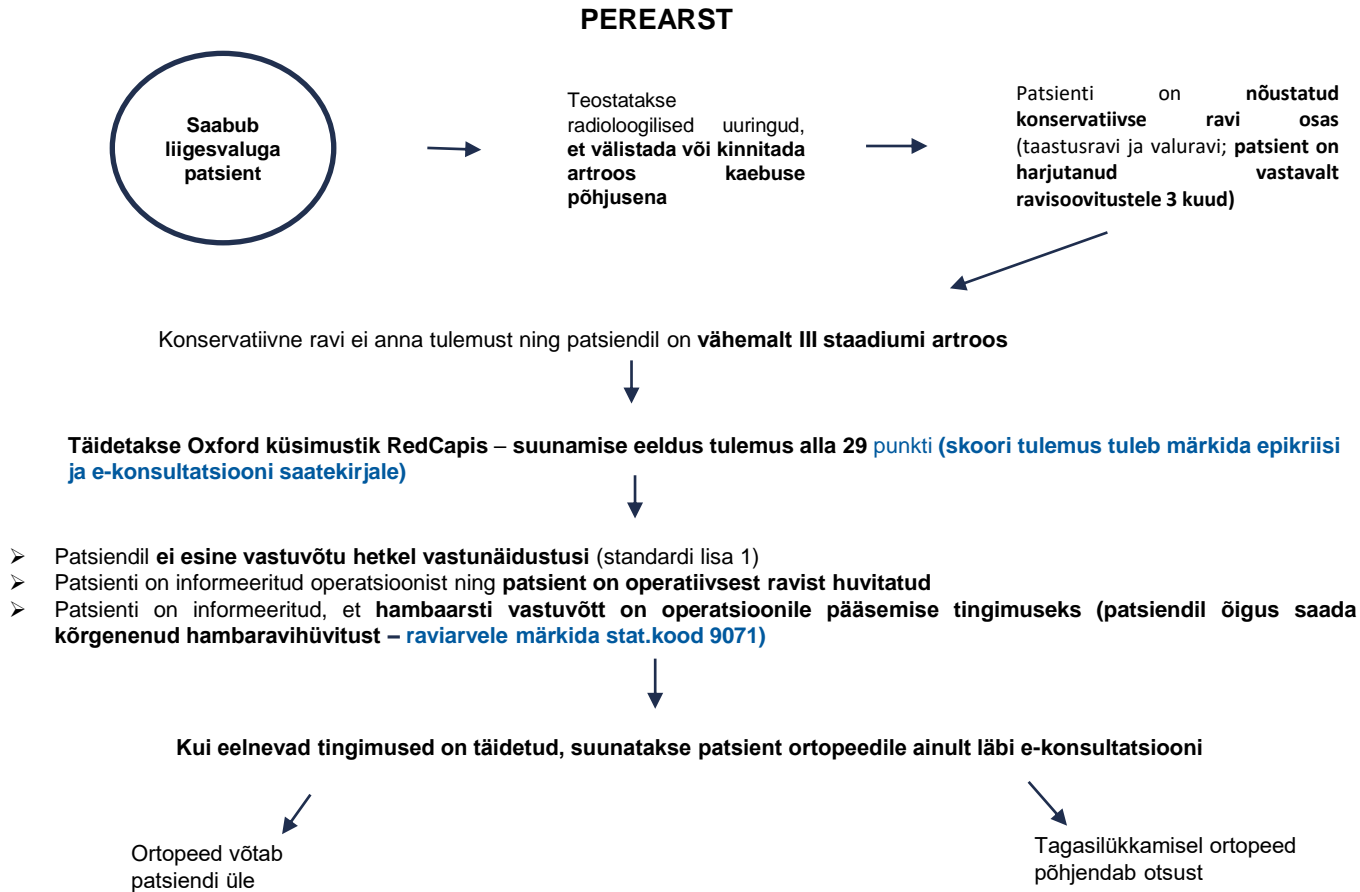 PEREARST
Saabub
liigesvaluga
patsient
Teostatakse
radioloogilised uuringud,
et välistada või kinnitada
artroos kaebuse
põhjusena
Patsienti on nõustatud
konservatiivse ravi osas
(taastusravi ja valuravi; patsient on
harjutanud vastavalt
ravisoovitustele 3 kuud)
Konservatiivne ravi ei anna tulemust ning patsiendil on vähemalt III staadiumi artroos
Täidetakse Oxford küsimustik RedCapis – suunamise eeldus tulemus alla 29 punkti (skoori tulemus tuleb märkida epikriisi
ja e-konsultatsiooni saatekirjale)
➢ Patsiendil ei esine vastuvõtu hetkel vastunäidustusi (standardi lisa 1)
➢ Patsienti on informeeritud operatsioonist ning patsient on operatiivsest ravist huvitatud
➢ Patsienti on informeeritud, et hambaarsti vastuvõtt on operatsioonile pääsemise tingimuseks (patsiendil õigus saada
kõrgenenud hambaravihüvitust – raviarvele märkida stat.kood 9071)
Kui eelnevad tingimused on täidetud, suunatakse patsient ortopeedile ainult läbi e-konsultatsiooni
Ortopeed võtab
patsiendi üle
Tagasilükkamisel ortopeed
põhjendab otsust